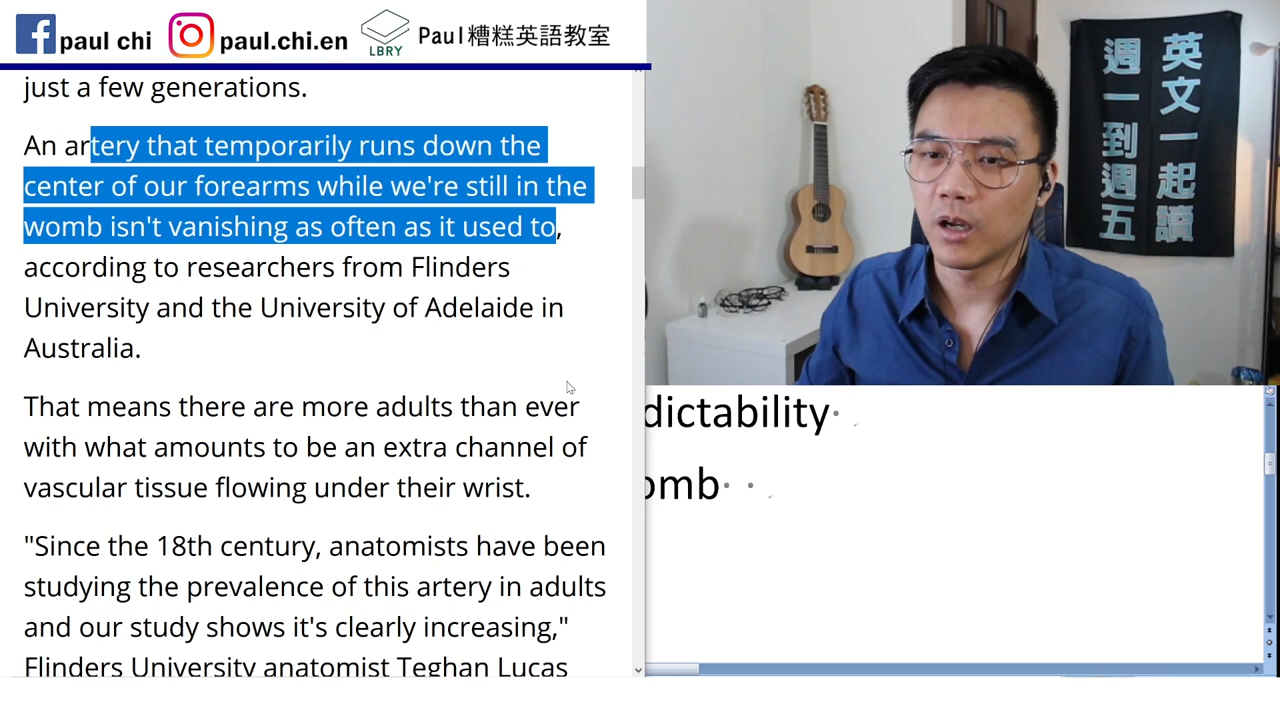 paul chi
paul.chi.en
LBRY
Paul糟糕英語教室
just a few generations.
An artery that temporarily runs down the
center of our forearms while we're still in the
womb isn't vanishing as often as it used to,
according to researchers from Flinders
University and the University of Adelaide in
Australia.
That means there are more adults than ever
with what amounts to be an extra channel of
vascular tissue flowing under their wrist.
"Since the 18th century, anatomists have been
studying the prevalence of this artery in adults
and our study shows it's clearly increasing,"
Flinders University anatomist Teghan Lucas
英文一起讀
週一到週五
dictability
omb